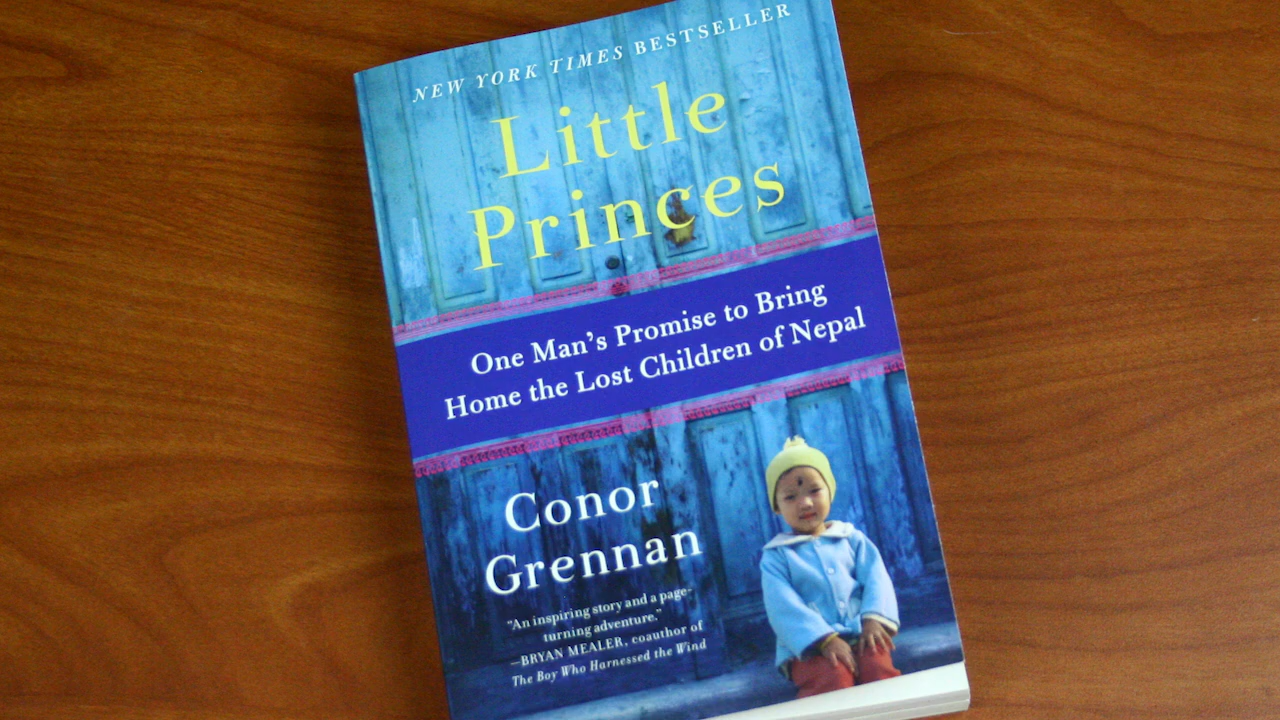 NEW YORK TIMES BESTSELLER
Little
Princes
One Man's Promise to Bring
Home the Lost Children of Nepal
Conor
Grennan
"An inspiring story and a page-
turning adventure."
—BRYAN MEALER, coauthor of
The Boy Who Harnessed the Wind